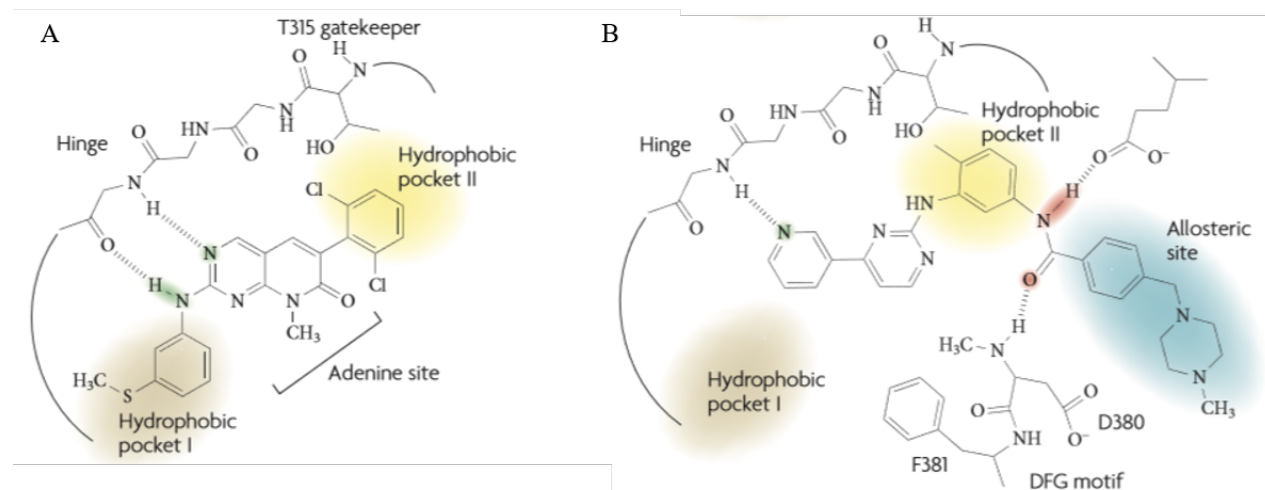 A
T315 gatekeeper
H
N
O
N
H
HN
O
O
HO
Hinge
O
N
H
Hydrophobic
pocket II
Cl
N
O
H
N
N
N
O
Cl
CH₃
H₃C
S
Adenine site
Hydrophobic
pocket I
B
H
N
O
N
H
HN
O
O
HO
Hydrophobic
pocket II
Hinge
O
N
H
O
O⁻
H
HN
N
N
O
N
N
Allosteric
site
O
N
H
H₃C
N
N
CH₃
Hydrophobic
pocket I
O
O
O⁻
D380
NH
F381
DFG motif